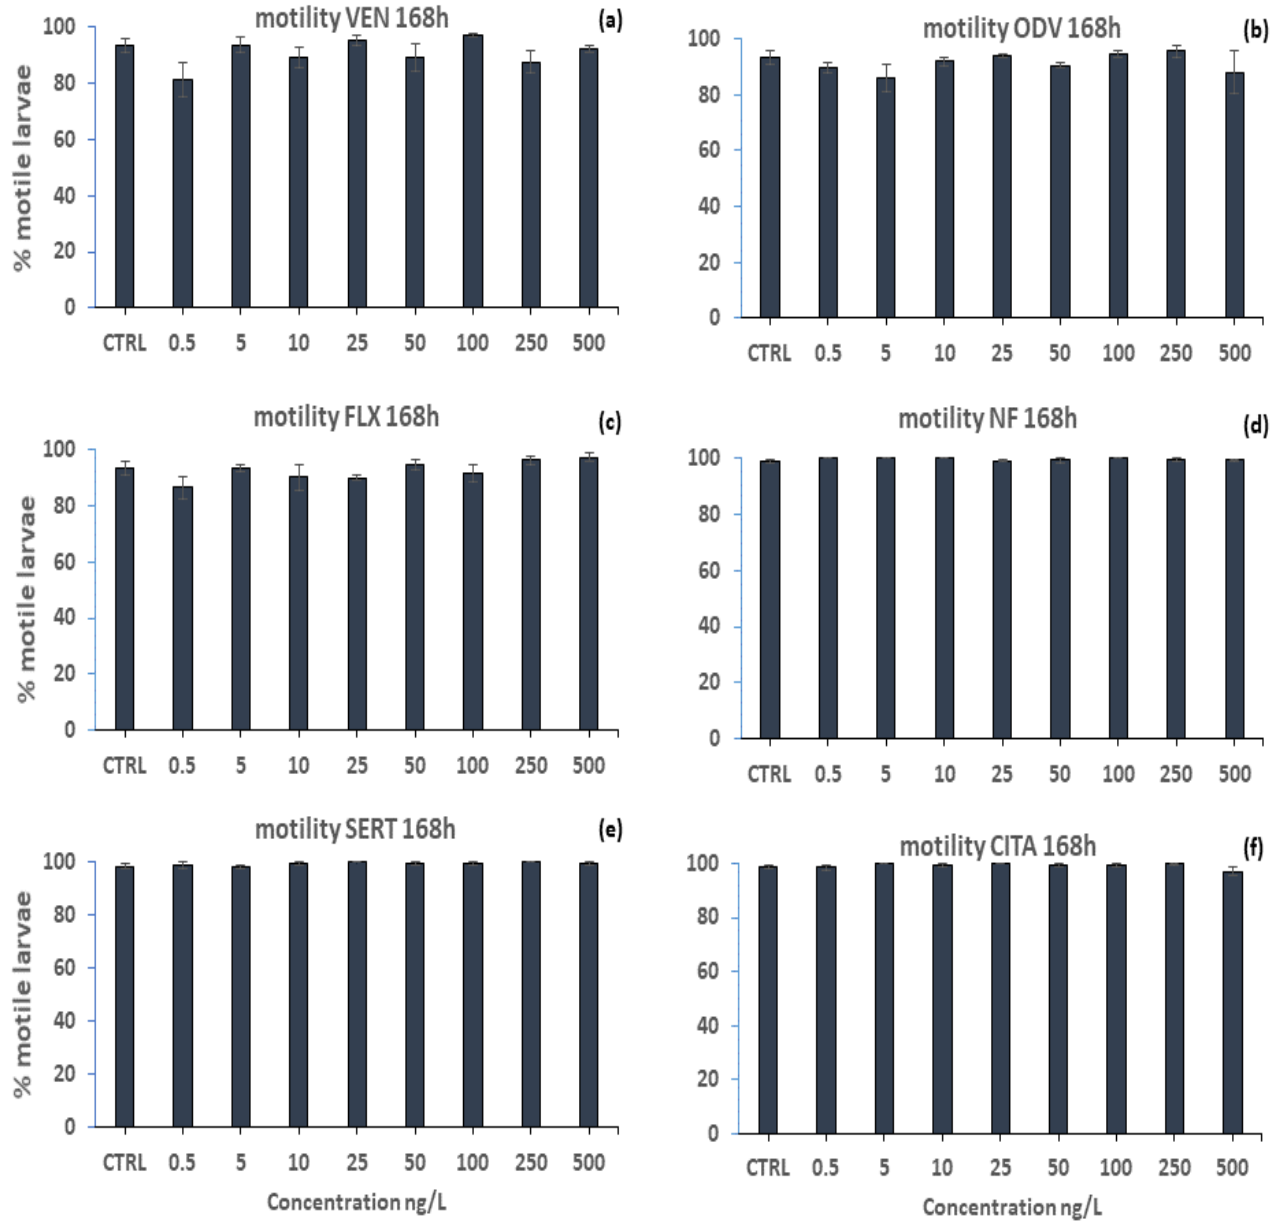 motility VEN 168h
(a)
% motile larvae
100
80
60
40
20
0
CTRL 0.5 5 10 25 50 100 250 500
motility ODV 168h
(b)
100
80
60
40
20
0
CTRL 0.5 5 10 25 50 100 250 500
motility FLX 168h
(c)
% motile larvae
100
80
60
40
20
0
CTRL 0.5 5 10 25 50 100 250 500
motility NF 168h
(d)
100
80
60
40
20
0
CTRL 0.5 5 10 25 50 100 250 500
motility SERT 168h
(e)
% motile larvae
100
80
60
40
20
0
CTRL 0.5 5 10 25 50 100 250 500
Concentration ng/L
motility CITA 168h
(f)
100
80
60
40
20
0
CTRL 0.5 5 10 25 50 100 250 500
Concentration ng/L